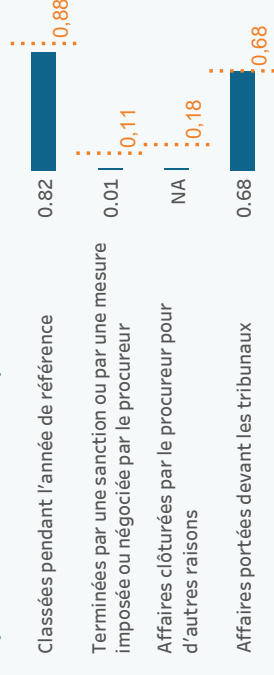 Classées pendant l'année de référence
0.82
0,88
Terminées par une sanction ou par une mesure
imposée ou négociée par le procureur
0.01
0,11
Affaires clôturées par le procureur pour
d'autres raisons
NA
0,18
Affaires portées devant les tribunaux
0.68
0,68